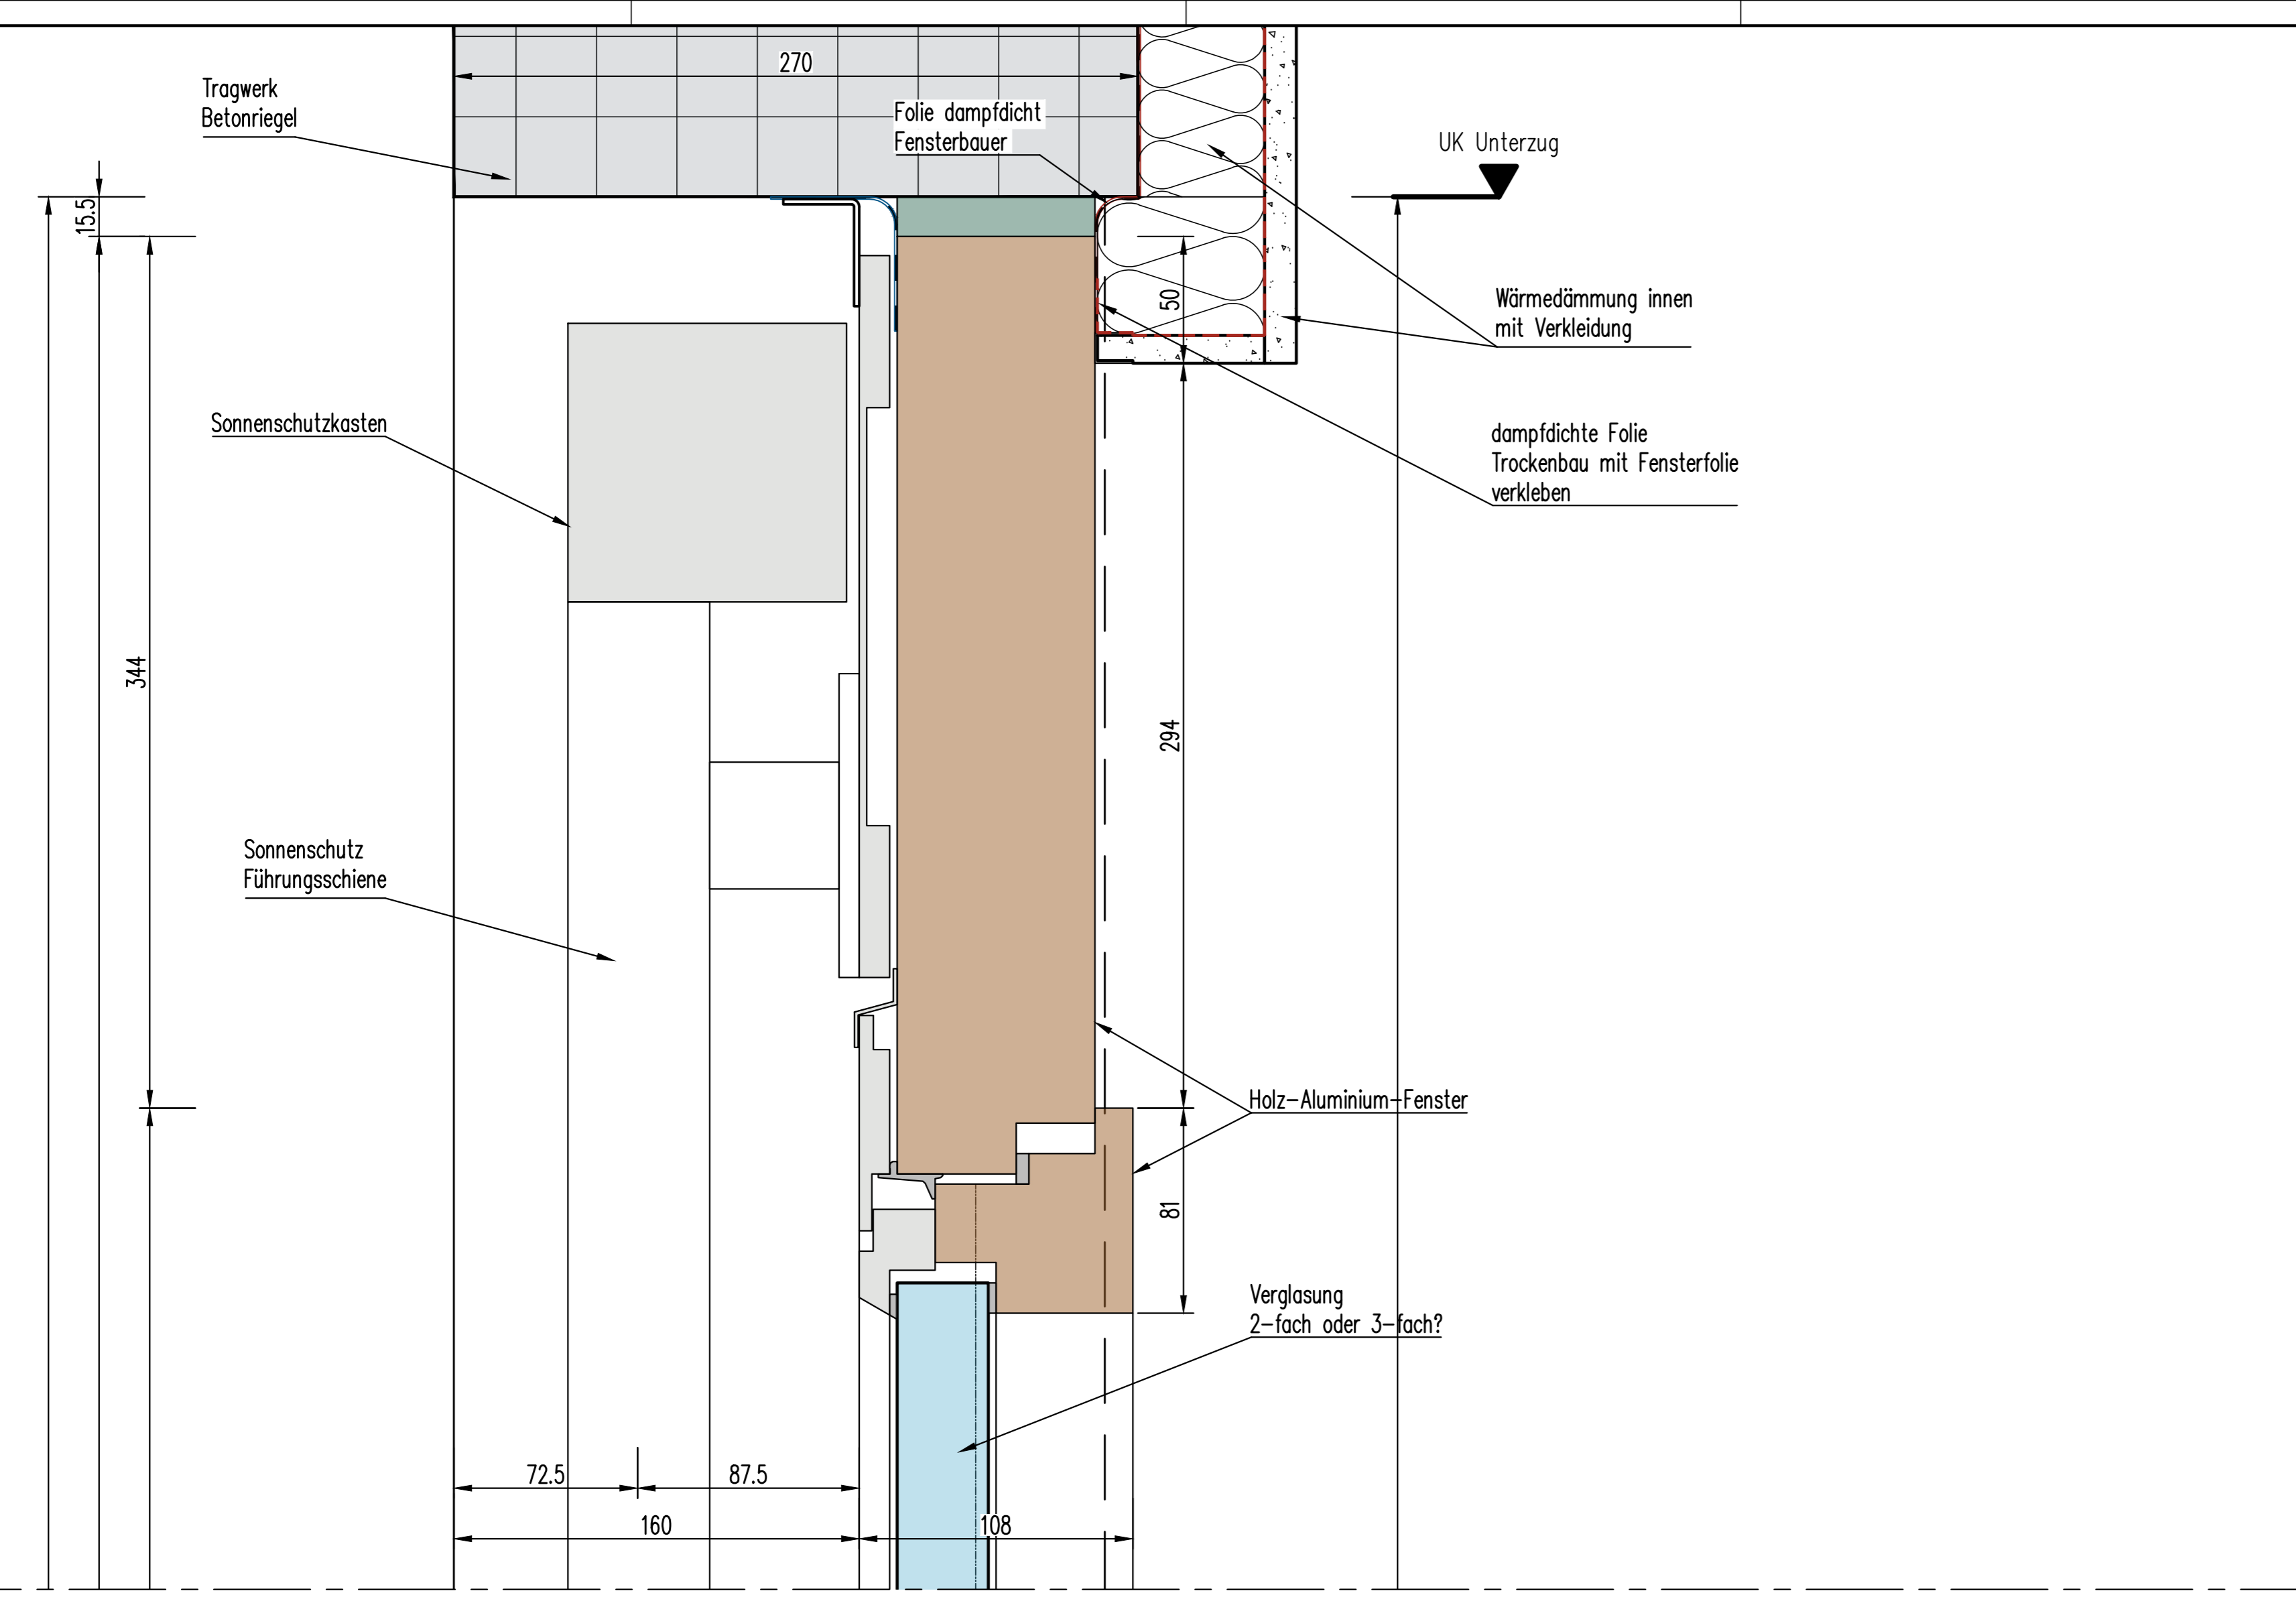 270
Tragwerk
Betonriegel
Folie dampfdicht
Fensterbauer
UK Unterzug
15.5
50
Wärmedämmung innen
mit Verkleidung
Sonnenschutzkasten
dampfdichte Folie
Trockenbau mit Fensterfolie
verkleben
344
294
Sonnenschutz
Führungsschiene
Holz-Aluminium-Fenster
81
Verglasung
2-fach oder 3-fach?
72.5
87.5
160
108